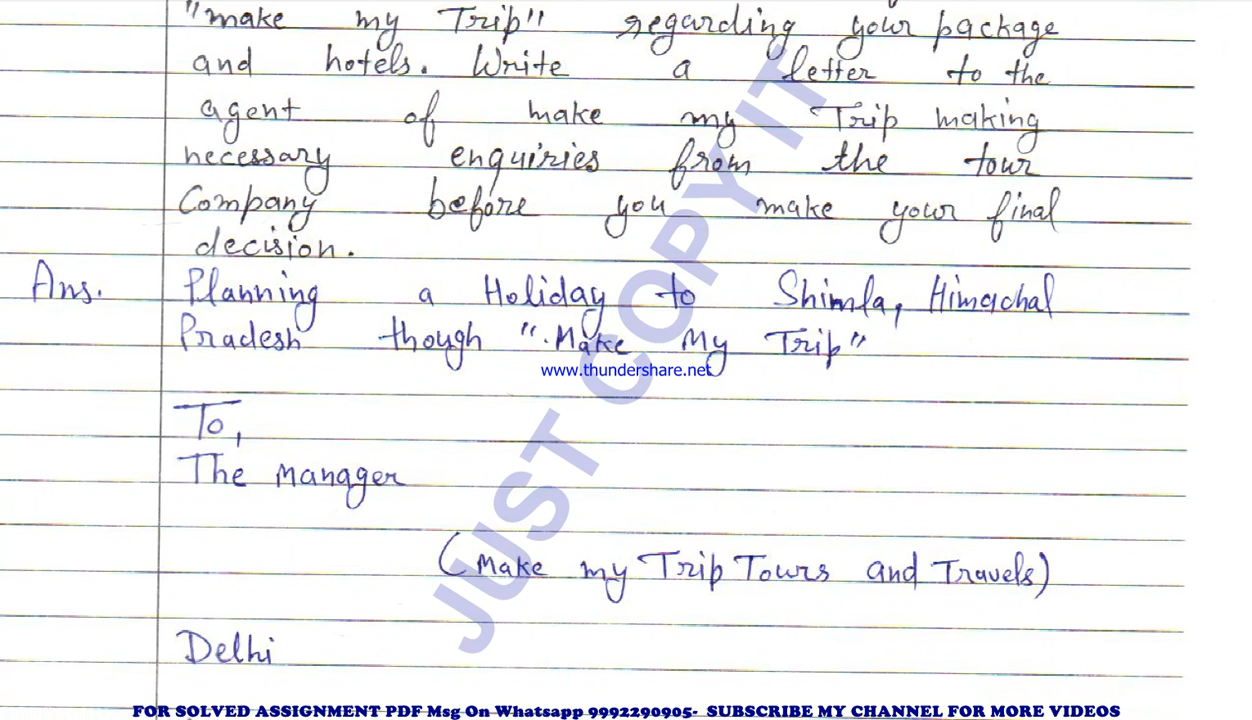 "make my Trip" regarding your package
and hotels. Write a letter to the
agent of make my Trip making
necessary enquiries from the tour
Company before you make your final
decision.
Ans. Planning a Holiday to Shimla, Himachal
Pradesh though "Make My Trip"
www.thundershare.net
To,
The manager
(Make my Trip Tours and Travels)
Delhi
JUST COPY IT
FOR SOLVED ASSIGNMENT PDF Msg On Whatsapp 9992290905- SUBSCRIBE MY CHANNEL FOR MORE VIDEOS